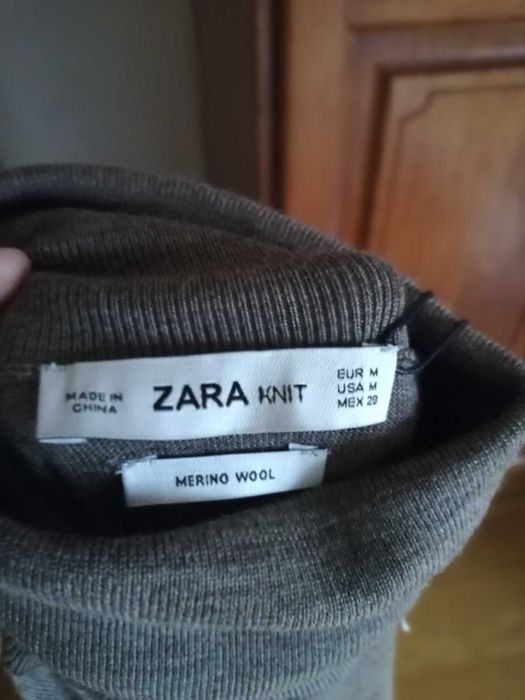 MADE IN
CHINA
ZARA KNIT
EUR M
USA M
MEX 28
MERINO WOOL